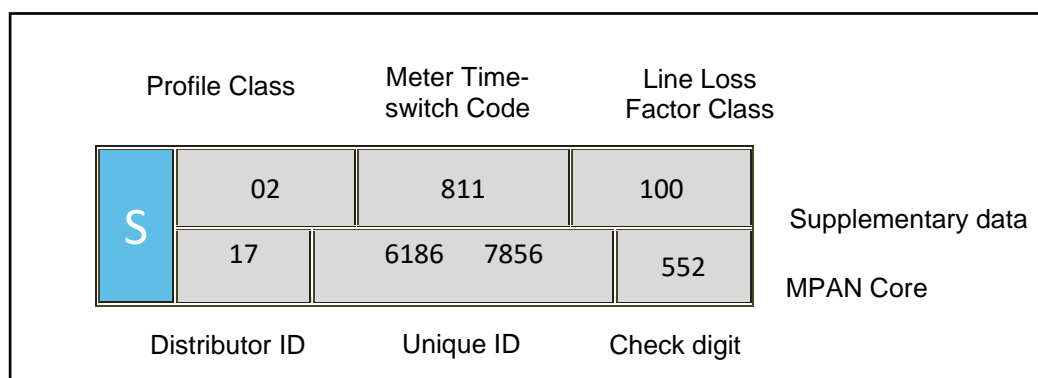 Profile Class Meter Time- Line Loss
switch Code Factor Class
S
02 811 100
Supplementary data
17 6186 7856 552
MPAN Core
Distributor ID Unique ID Check digit